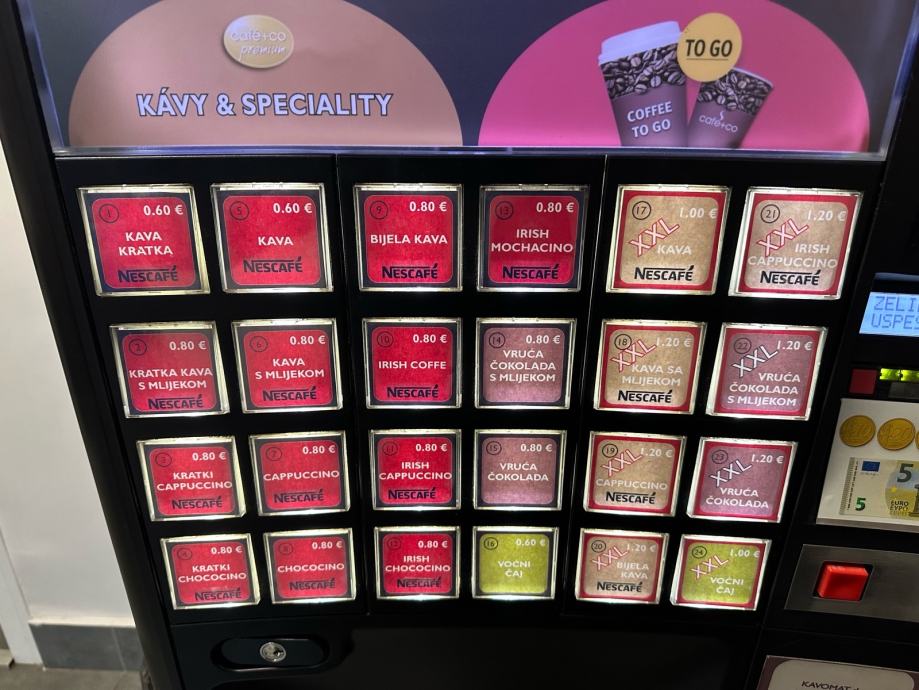 café+co
premium
KÁVY & SPECIALITY
TO GO
COFFEE
TO GO
café+co
1 0.60 €
KAVA
KRATKA
NESCAFÉ
5 0.60 €
KAVA
NESCAFÉ
9 0.80 €
BIJELA KAVA
NESCAFÉ
13 0.80 €
IRISH
MOCHACINO
NESCAFÉ
17 1.00 €
XXL
KAVA
NESCAFÉ
21 1.20 €
XXL IRISH
CAPPUCCINO
NESCAFÉ
2 0.80 €
KRATKA KAVA
S MLIJEKOM
NESCAFÉ
6 0.80 €
KAVA
S MLIJEKOM
NESCAFÉ
10 0.80 €
IRISH COFFE
NESCAFÉ
14 0.80 €
VRUĆA
ČOKOLADA
S MLIJEKOM
18 1.20 €
XXL
KAVA SA
MLIJEKOM
NESCAFÉ
22 1.20 €
XXL
VRUĆA
ČOKOLADA
S MLIJEKOM
3 0.80 €
KRATKI
CAPPUCCINO
NESCAFÉ
7 0.80 €
CAPPUCCINO
NESCAFÉ
11 0.80 €
IRISH
CAPPUCCINO
NESCAFÉ
15 0.80 €
VRUĆA
ČOKOLADA
19 1.20 €
XXL
CAPPUCCINO
NESCAFÉ
23 1.20 €
XXL
VRUĆA
ČOKOLADA
4 0.80 €
KRATKI
CHOCOCINO
NESCAFÉ
8 0.80 €
CHOCOCINO
NESCAFÉ
12 0.80 €
IRISH
CHOCOCINO
NESCAFÉ
16 0.60 €
VOĆNI
ČAJ
20 1.20 €
XXL
BIJELA
KAVA
NESCAFÉ
24 1.00 €
XXL
VOĆNI
ČAJ
5
5
EURO
EYPO